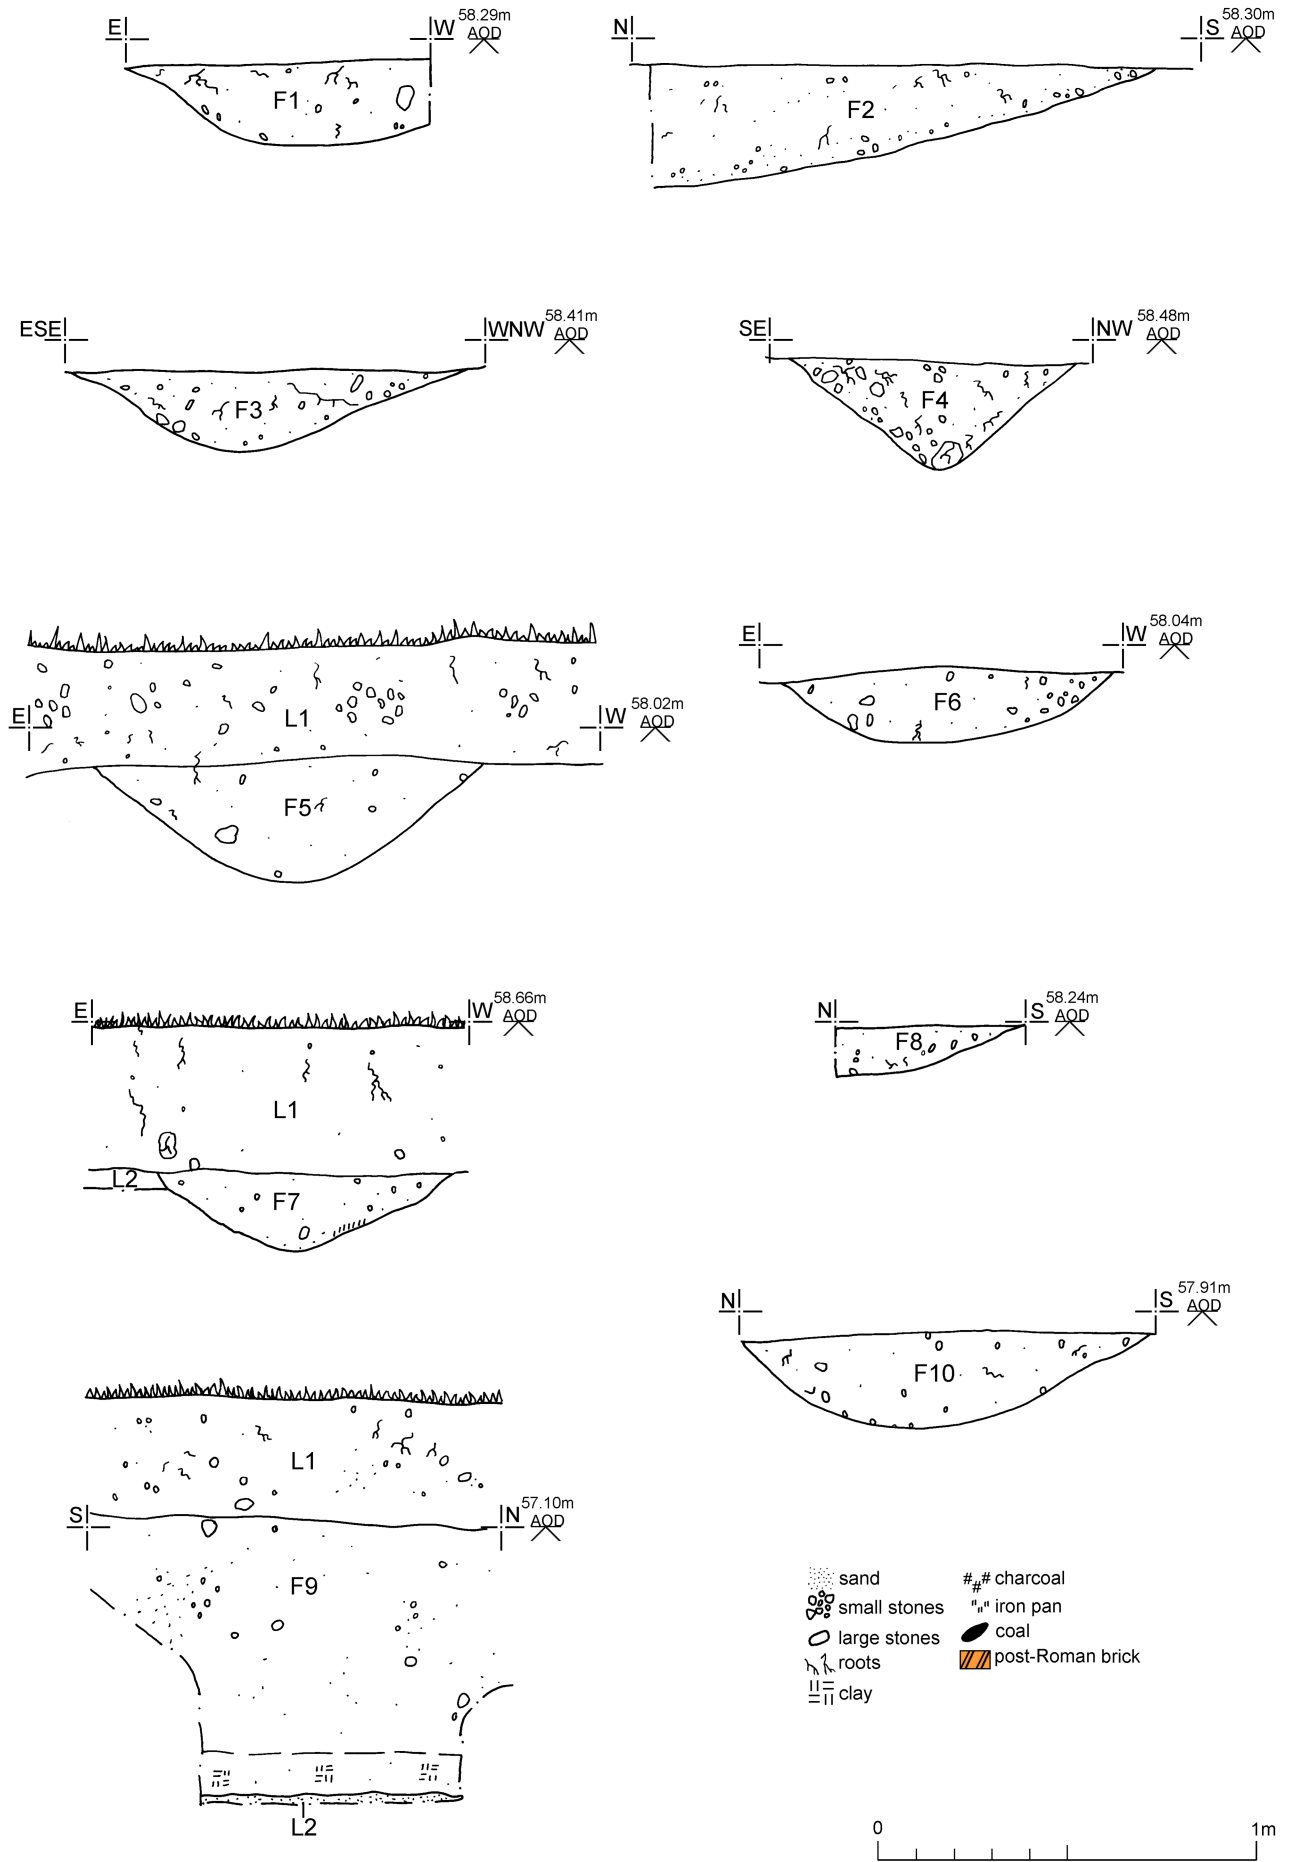 E W 58.29m
AOD
F1
N S 58.30m
AOD
F2
ESE WNW 58.41m
AOD
F3
SE NW 58.48m
AOD
F4
E W 58.02m
AOD
L1
F5
E W 58.04m
AOD
F6
E W 58.66m
AOD
L1
L2
F7
N S 58.24m
AOD
F8
N S 57.91m
AOD
F10
L1
S N 57.10m
AOD
F9
L2
sand
small stones
large stones
roots
clay
charcoal
iron pan
coal
post-Roman brick
0 1m